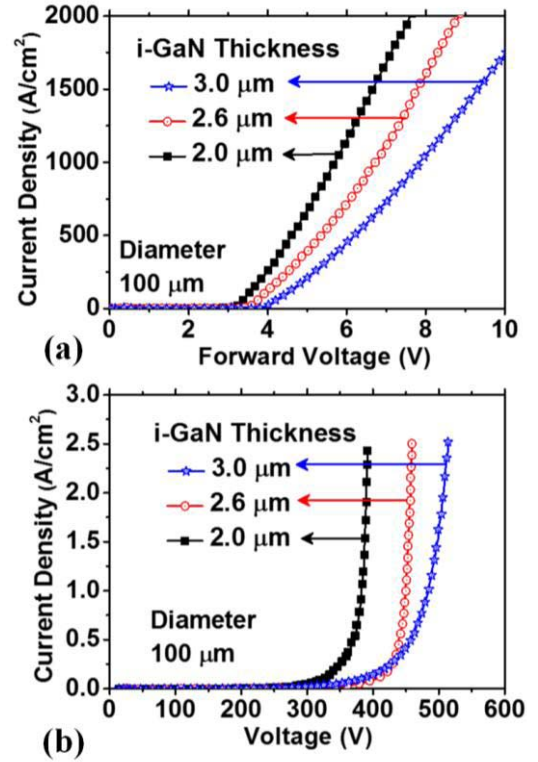 2000
1500
1000
500
0
Current Density (A/cm²)
i-GaN Thickness
3.0 μm
2.6 μm
2.0 μm
Diameter
100 μm
0 2 4 6 8 10
Forward Voltage (V)
(a)
3.0
2.5
2.0
1.5
1.0
0.5
0.0
Current Density (A/cm²)
i-GaN Thickness
3.0 μm
2.6 μm
2.0 μm
Diameter
100 μm
0 100 200 300 400 500 600
Voltage (V)
(b)